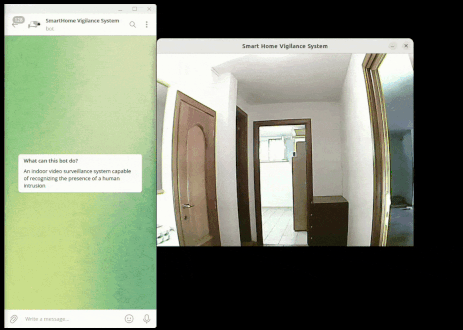 SmartHome Vigilance System
bot
What can this bot do?
An indoor video surveillance system capable
of recognizing the presence of a human
intrusion.
Write a message...
Smart Home Vigilance System